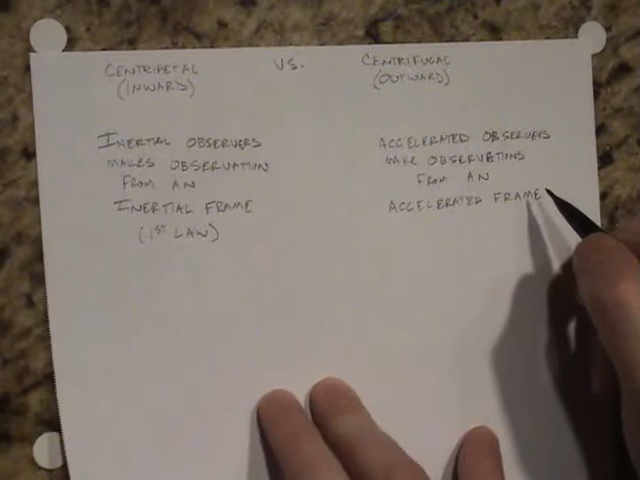 CENTRIPETAL VS. CENTRIFUGAL
(INWARD) (OUTWARD)
INERTIAL OBSERVERS
MAKES OBSERVATION
FROM AN
INERTIAL FRAME
(1ST LAW)
ACCELERATED OBSERVERS
MAKE OBSERVATIONS
FROM AN
ACCELERATED FRAME